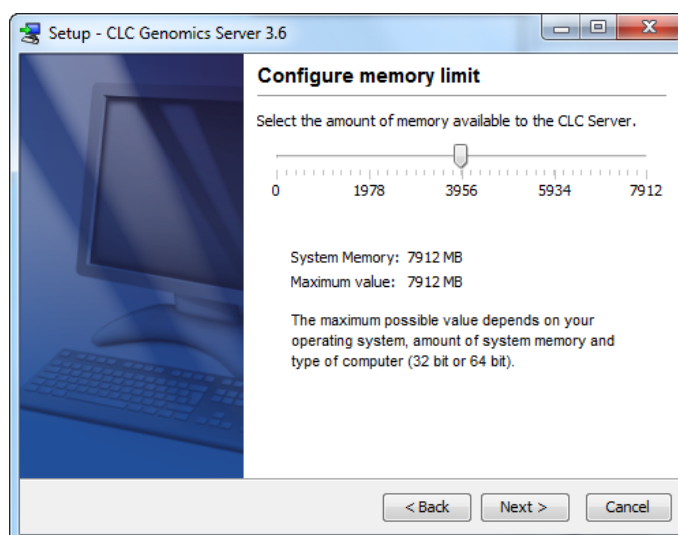 Setup - CLC Genomics Server 3.6
Configure memory limit
Select the amount of memory available to the CLC Server.
0 1978 3956 5934 7912
System Memory: 7912 MB
Maximum value: 7912 MB
The maximum possible value depends on your
operating system, amount of system memory and
type of computer (32 bit or 64 bit).
< Back Next > Cancel